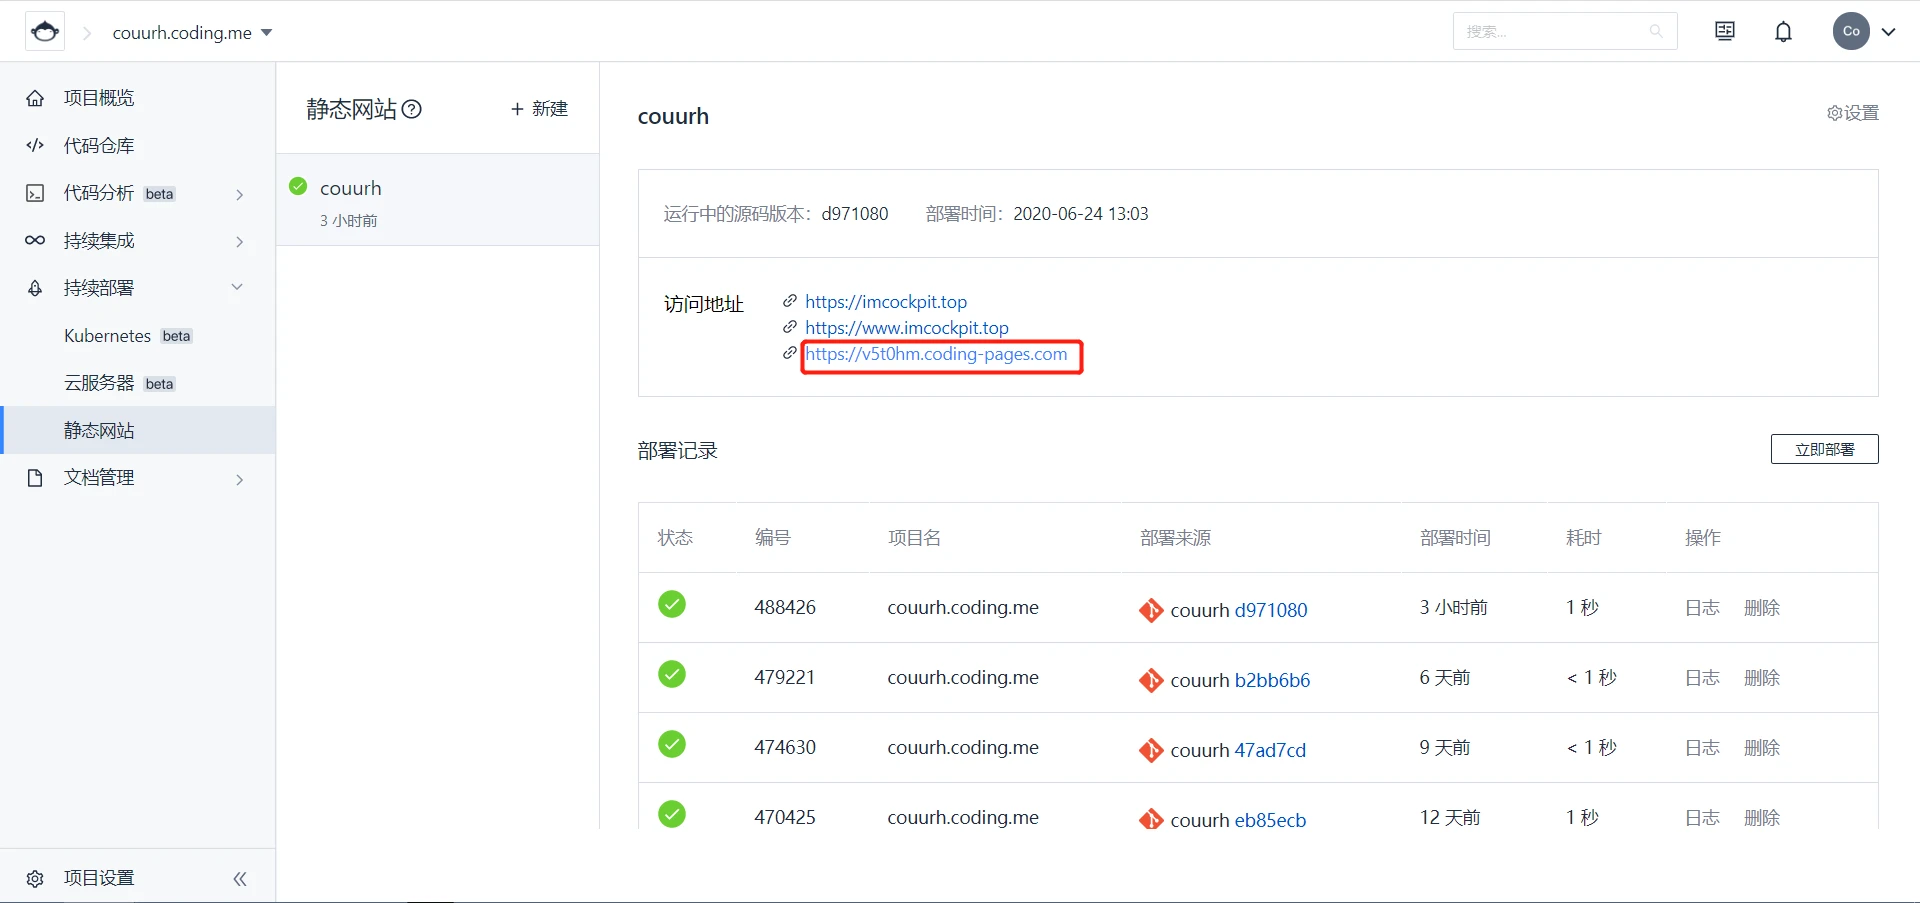 couurh.coding.me
搜索...
Co
项目概览
代码仓库
代码分析 beta
持续集成
持续部署
Kubernetes beta
云服务器 beta
静态网站
文档管理
项目设置
静态网站
+ 新建
couurh
3 小时前
couurh
设置
运行中的源码版本： d971080 部署时间： 2020-06-24 13:03
访问地址
https://imcockpit.top
https://www.imcockpit.top
https://v5t0hm.coding-pages.com
部署记录
立即部署
状态 编号 项目名 部署来源 部署时间 耗时 操作
488426 couurh.coding.me couurh d971080 3 小时前 1 秒 日志 删除
479221 couurh.coding.me couurh b2bb6b6 6 天前 < 1 秒 日志 删除
474630 couurh.coding.me couurh 47ad7cd 9 天前 < 1 秒 日志 删除
470425 couurh.coding.me couurh eb85ecb 12 天前 1 秒 日志 删除